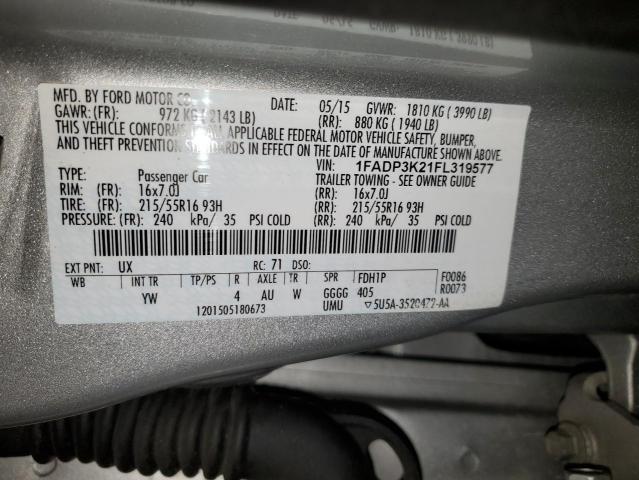 MFD. BY FORD MOTOR CO. DATE: 05/15 GVWR: 1810 KG ( 3990 LB)
GAWR: (FR): 972 KG ( 2143 LB) (RR): 880 KG ( 1940 LB)
THIS VEHICLE CONFORMS TO ALL APPLICABLE FEDERAL MOTOR VEHICLE SAFETY, BUMPER,
AND THEFT PREVENTION STANDARDS IN EFFECT ON THE DATE OF MANUFACTURE SHOWN ABOVE.
VIN: 1FADP3K21FL319577
TYPE: Passenger Car TRAILER TOWING - SEE OWNER GUIDE
RIM: (FR): 16x7.0J (RR): 16x7.0J
TIRE: (FR): 215/55R16 93H (RR): 215/55R16 93H
PRESSURE: (FR): 240 kPa/ 35 PSI COLD (RR): 240 kPa/ 35 PSI COLD
EXT PNT: UX RC: 71 DSO: F0086
WB INT TR TP/PS R AXLE TR SPR FDH1P R0073
YW 4 AU W GGGG 405
1201505180673 UMU ▽5U5A-3520472-AA